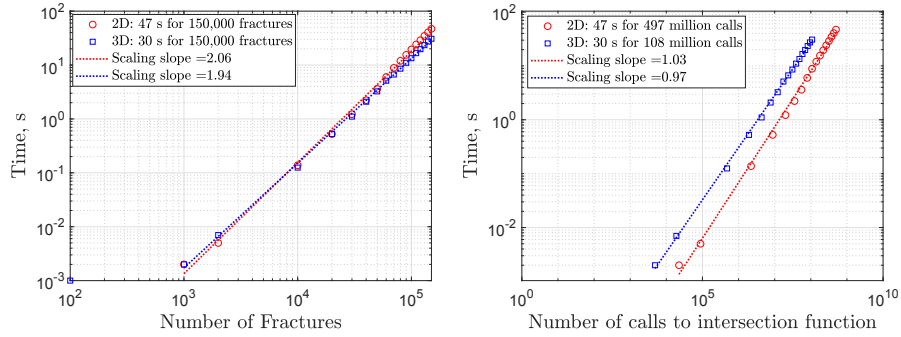 2D: 47 s for 150,000 fractures
3D: 30 s for 150,000 fractures
Scaling slope =2.06
Scaling slope =1.94
10^2
10^1
10^0
10^-1
10^-2
10^-3
Time, s
10^2 10^3 10^4 10^5
Number of Fractures
2D: 47 s for 497 million calls
3D: 30 s for 108 million calls
Scaling slope =1.03
Scaling slope =0.97
10^2
10^0
10^-2
Time, s
10^0 10^5 10^10
Number of calls to intersection function